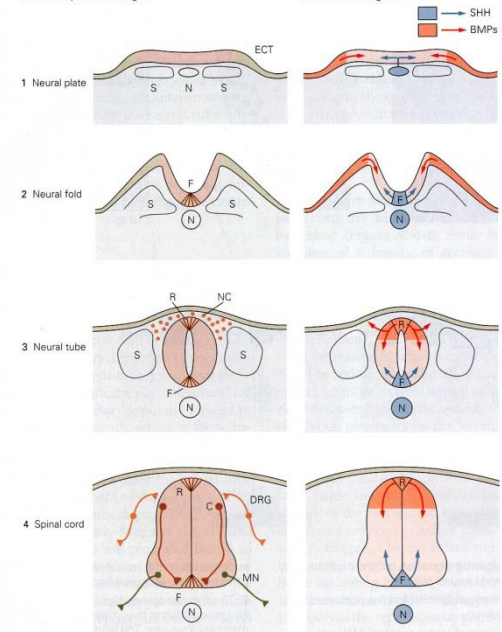 SHH
BMPs
ECT
1 Neural plate
S N S
2 Neural fold
F
S S
N
F
N
R NC
3 Neural tube
S S
F
N
R
F
N
4 Spinal cord
R
C
DRG
MN
F
N
R
F
N